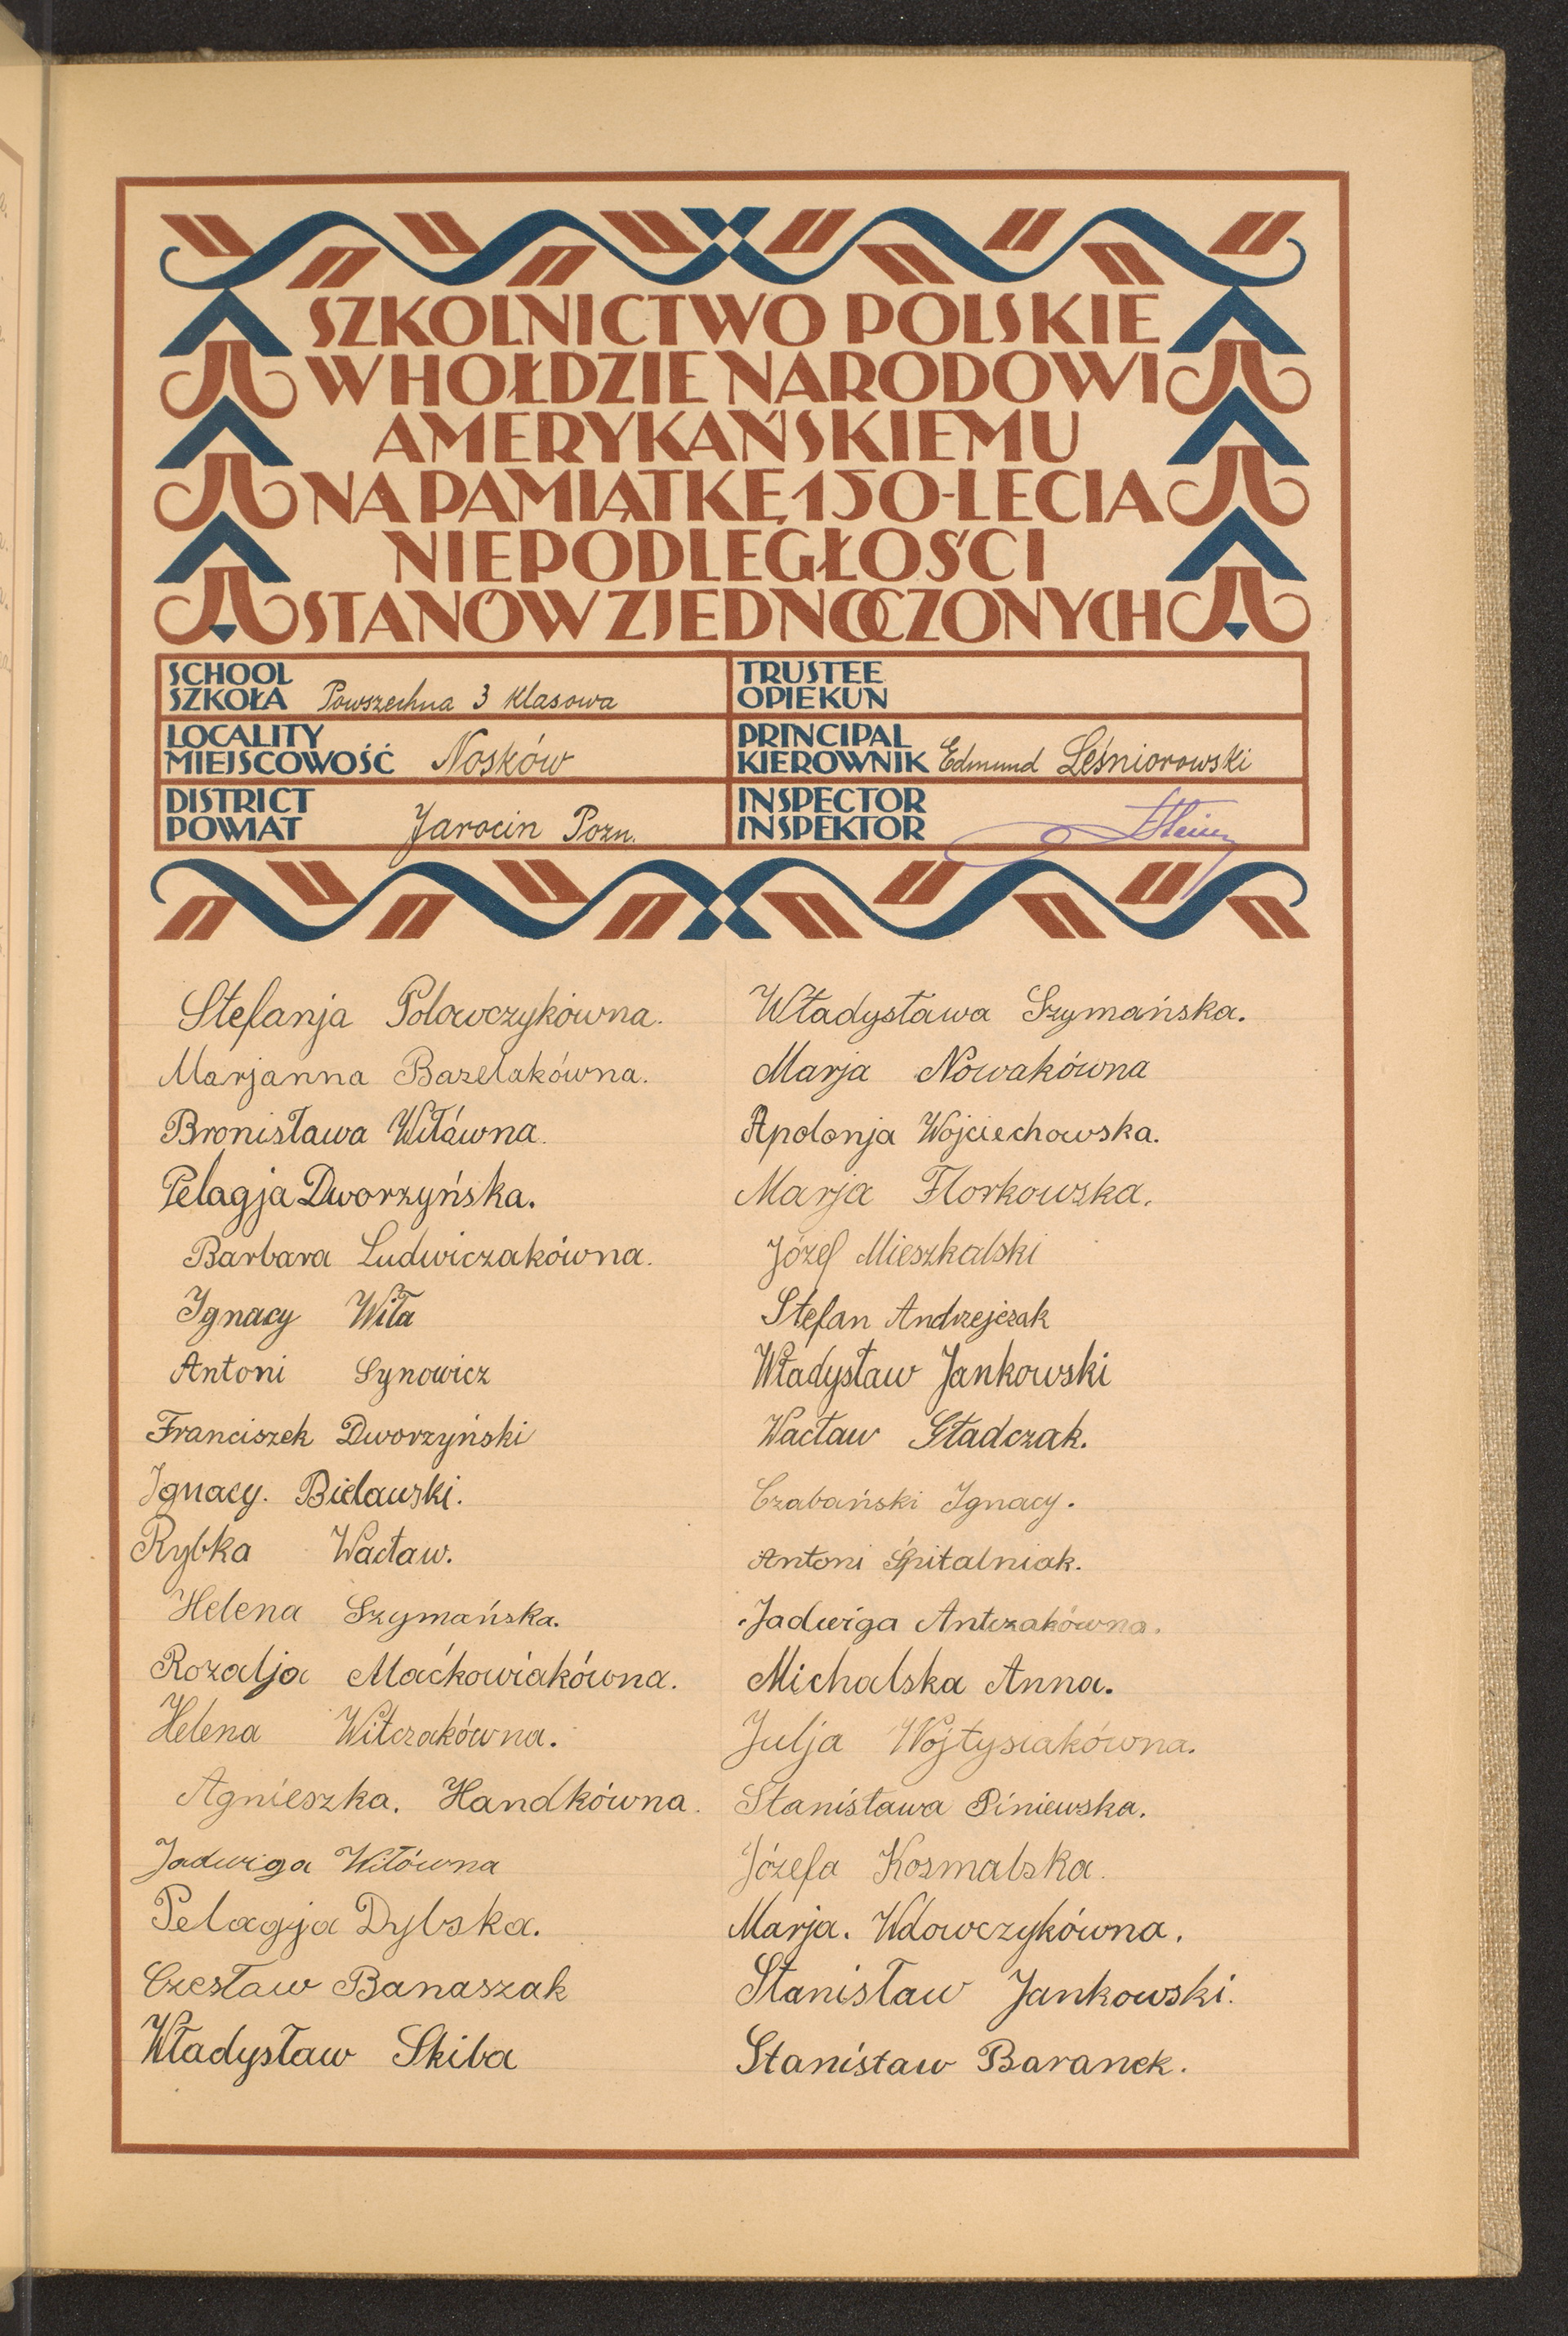 SZKOLNICTWO POLSKIE
W HOŁDZIE NARODOWI
AMERYKAŃSKIEMU
NA PAMIĄTKĘ 150-LECIA
NIEPODLEGŁOŚCI
STANÓW ZJEDNOCZONYCH
SCHOOL
SZKOŁA Powszechna 3 klasowa
TRUSTEE
OPIEKUN
LOCALITY
MIEJSCOWOŚĆ Nosków
PRINCIPAL
KIEROWNIK Edmund Leśniorowski
DISTRICT
POWIAT Jarocin Pozn.
INSPECTOR
INSPEKTOR
Stefanja Polowczykówna.
Marjanna Bazelakówna.
Bronisława Witówna.
Pelagja Dworzyńska.
Barbara Ludwiczakówna.
Ignacy Wita
Antoni Synowicz
Franciszek Dworzyński
Ignacy. Bielawski.
Rybka Wacław.
Helena Szymańska.
Rozalja Maćkowiakówna.
Helena Witczakówna.
Agnieszka. Handkówna.
Jadwiga Witówna
Pelagja Dylska.
Czesław Banaszak
Władysław Skiba
Władysława Szymańska.
Marja Nowakówna
Apolonja Wojciechowska.
Marja Florkowska.
Józef Mieszkalski
Stefan Andrzejczak
Władysław Jankowski
Wacław Gładczak.
Czabański Ignacy.
Antoni Śpitalniak.
Jadwiga Antczakówna.
Michalska Anna.
Julja Wojtysiakówna.
Stanisława Piniewska.
Józefa Kosmalska.
Marja. Wdowczykówna.
Stanisław Jankowski.
Stanisław Baranek.